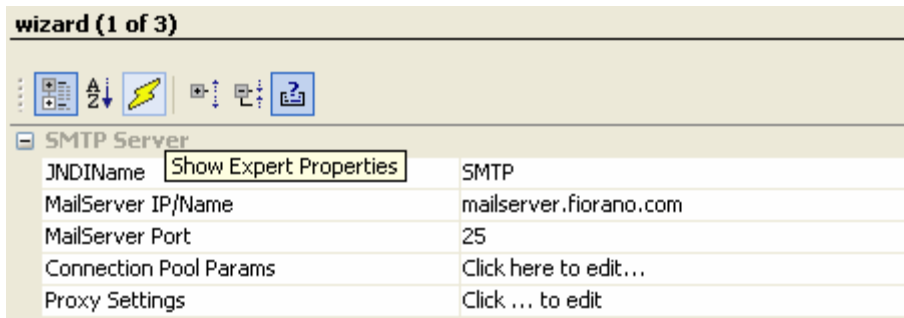 wizard (1 of 3)
SMTP Server
Show Expert Properties
JNDIName SMTP
MailServer IP/Name mailserver.fiorano.com
MailServer Port 25
Connection Pool Params Click here to edit...
Proxy Settings Click ... to edit